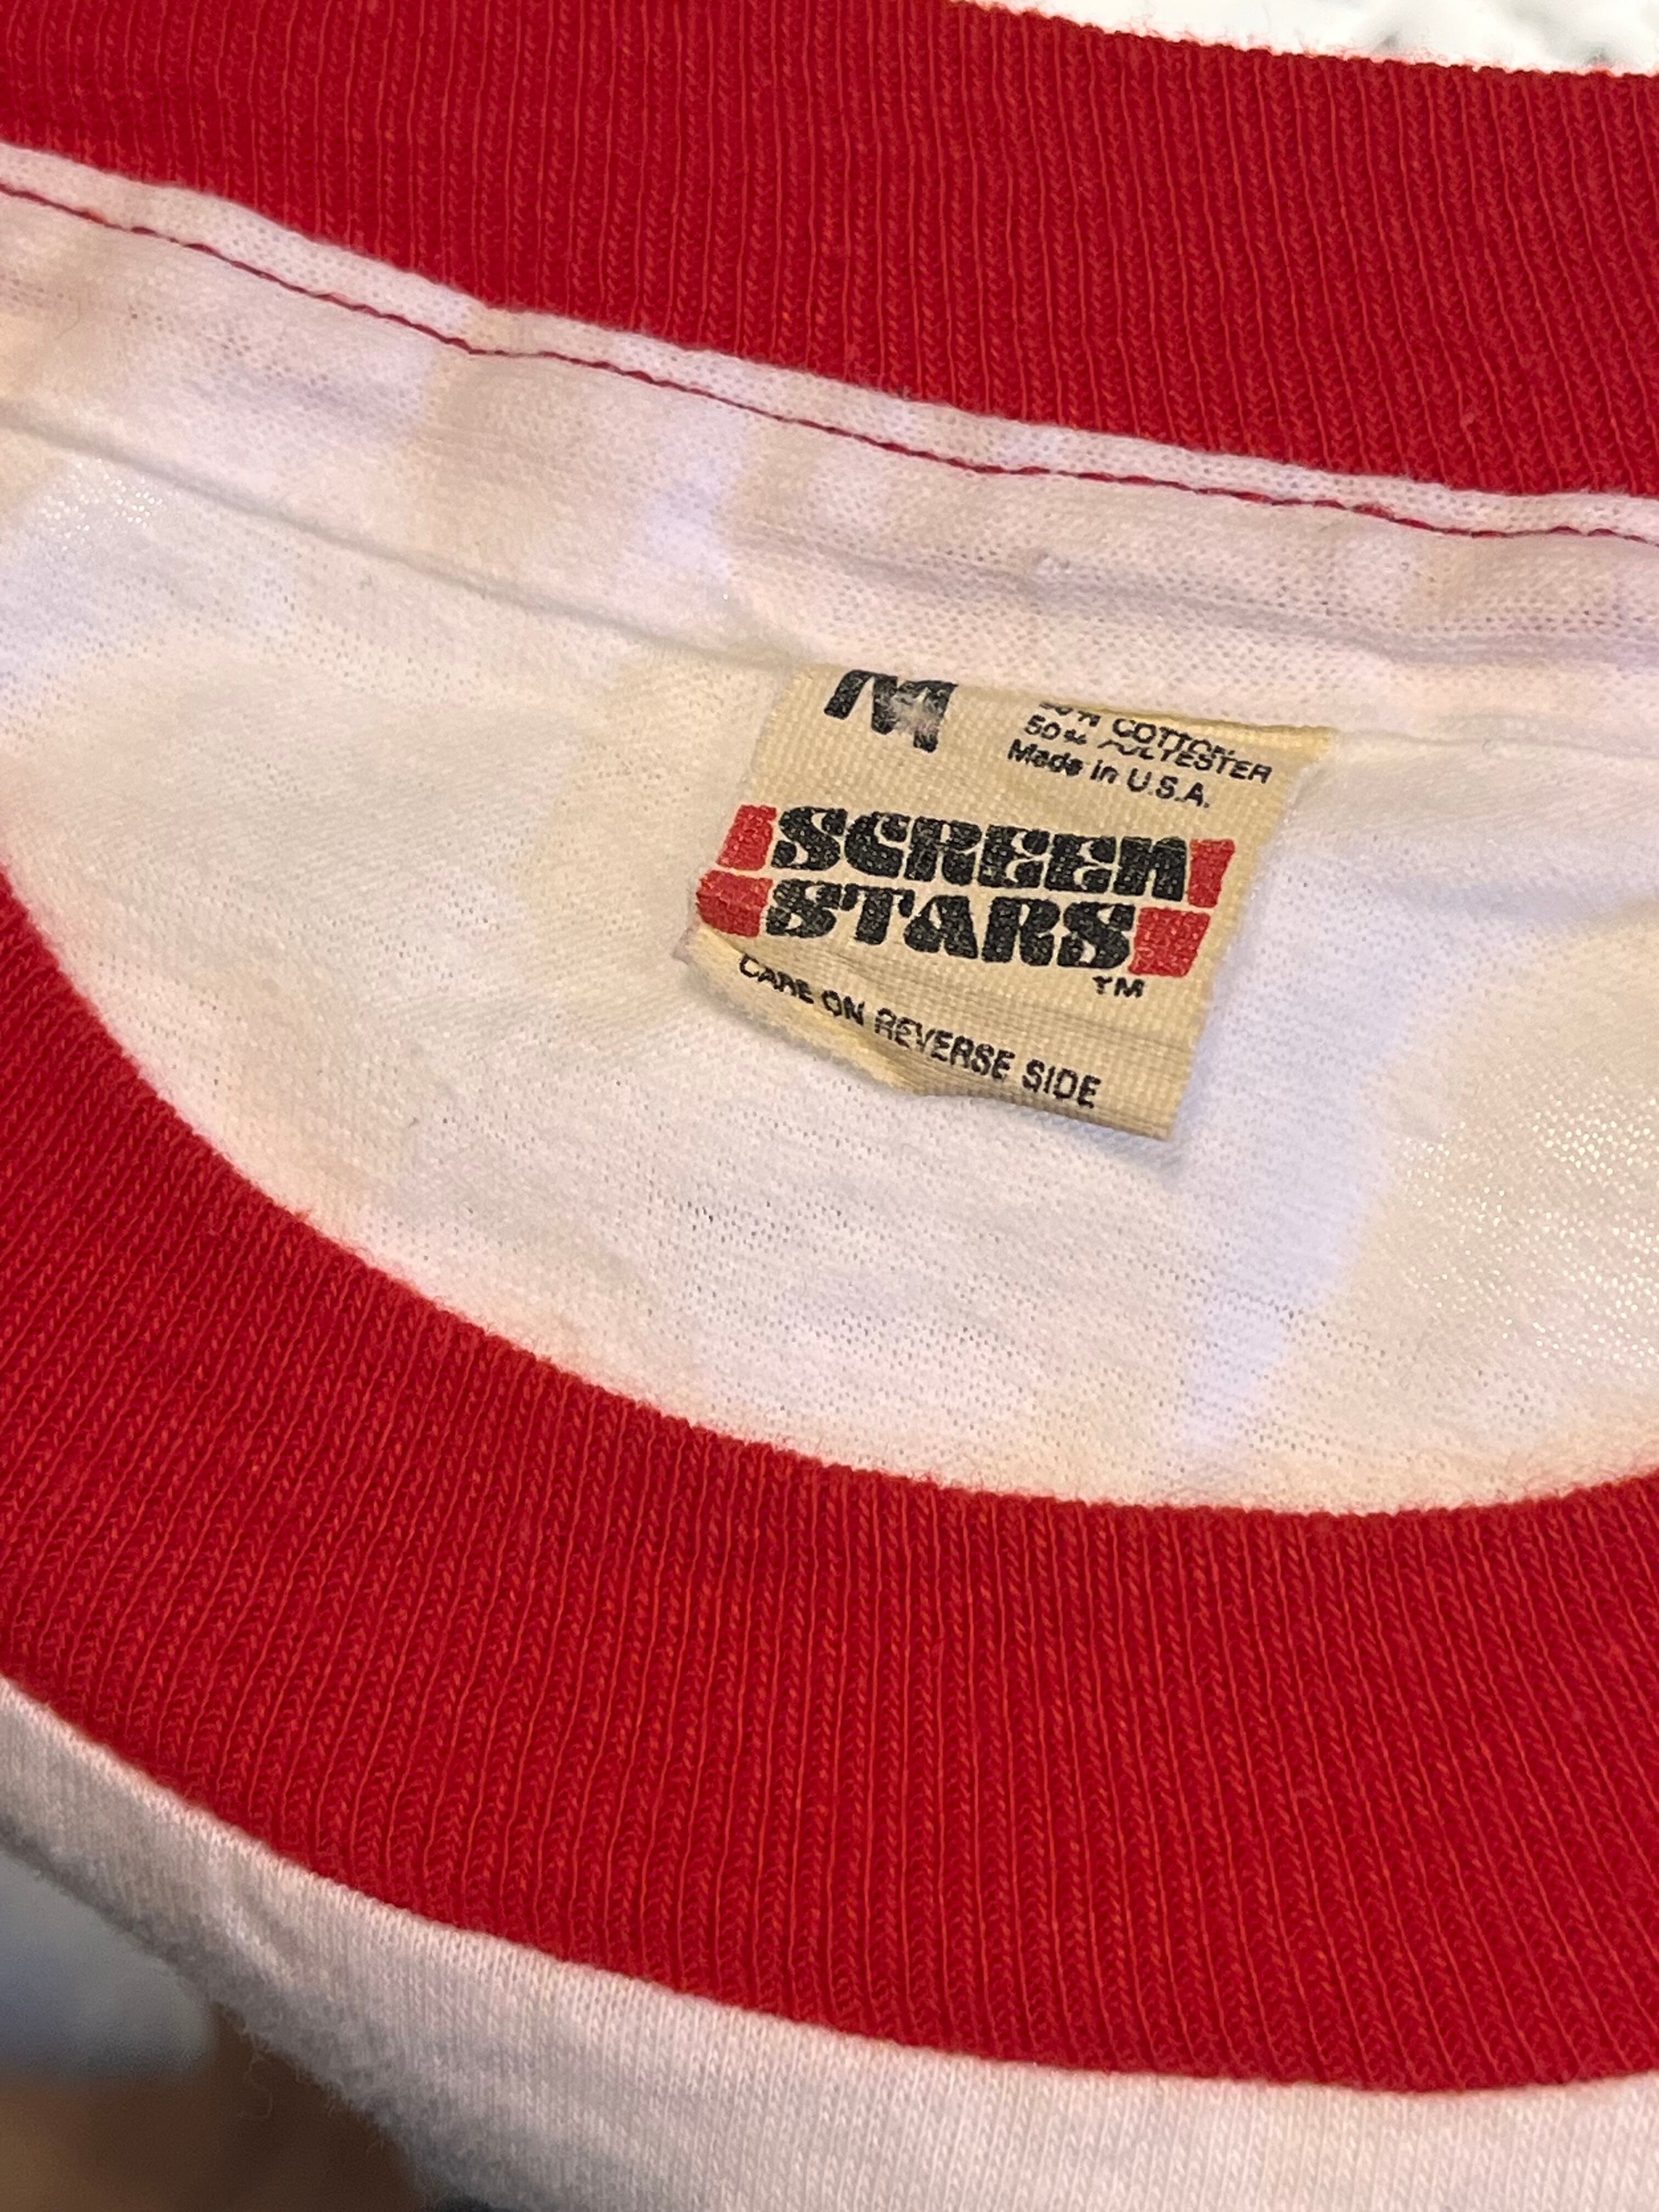 M
50% COTTON
50% POLYESTER
Made in U.S.A.
SCREEN
STARS
TM
CARE ON REVERSE SIDE